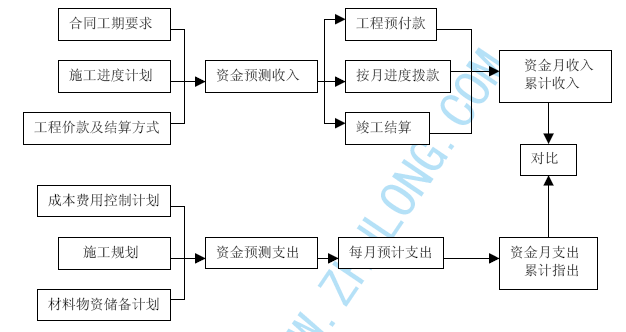 合同工期要求
工程预付款
施工进度计划
资金预测收入
按月进度拨款
资金月收入
累计收入
工程价款及结算方式
竣工结算
对比
成本费用控制计划
施工规划
资金预测支出
每月预计支出
资金月支出
累计指出
材料物资储备计划
W.ZHULONG.COM